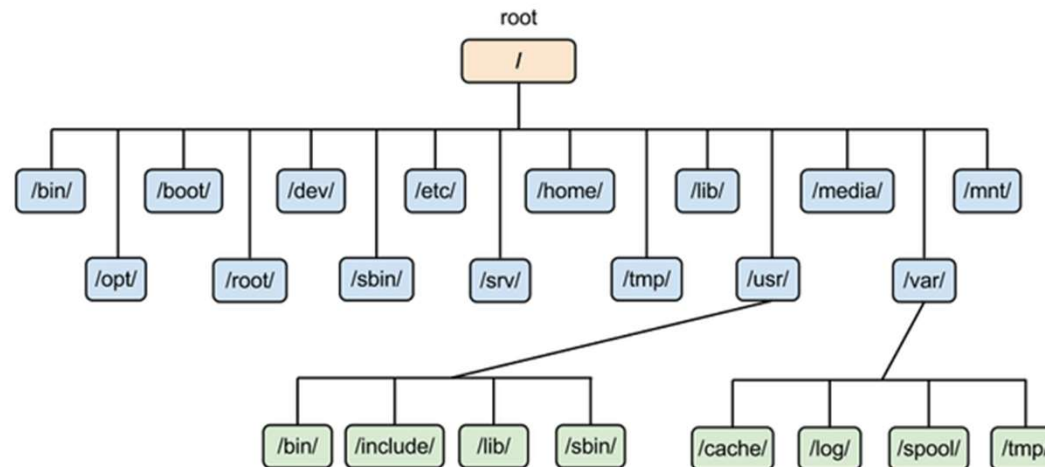 root
/
/bin/ /boot/ /dev/ /etc/ /home/ /lib/ /media/ /mnt/
/opt/ /root/ /sbin/ /srv/ /tmp/ /usr/ /var/
/bin/ /include/ /lib/ /sbin/ /cache/ /log/ /spool/ /tmp/